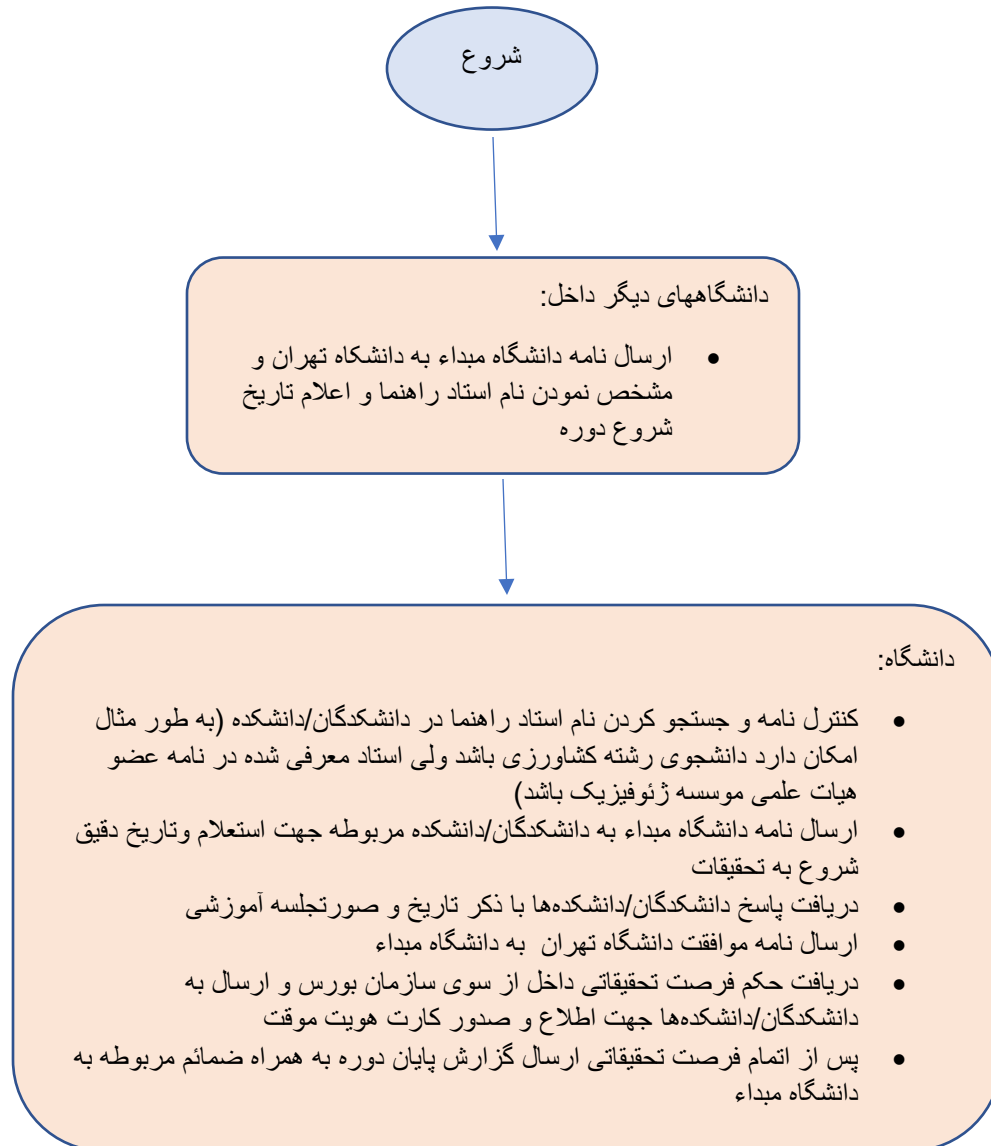 شروع
دانشگاههای دیگر داخل:
• ارسال نامه دانشگاه مبداء به دانشکاه تهران و
مشخص نمودن نام استاد راهنما و اعلام تاریخ
شروع دوره
دانشگاه:
• کنترل نامه و جستجو کردن نام استاد راهنما در دانشکدگان/دانشکده (به طور مثال
امکان دارد دانشجوی رشته کشاورزی باشد ولی استاد معرفی شده در نامه عضو
هیات علمی موسسه ژئوفیزیک باشد)
• ارسال نامه دانشگاه مبداء به دانشکدگان/دانشکده مربوطه جهت استعلام وتاریخ دقیق
شروع به تحقیقات
• دریافت پاسخ دانشکدگان/دانشکده‌ها با ذکر تاریخ و صورتجلسه آموزشی
• ارسال نامه موافقت دانشگاه تهران به دانشگاه مبداء
• دریافت حکم فرصت تحقیقاتی داخل از سوی سازمان بورس و ارسال به
دانشکدگان/دانشکده‌ها جهت اطلاع و صدور کارت هویت موقت
• پس از اتمام فرصت تحقیقاتی ارسال گزارش پایان دوره به همراه ضمائم مربوطه به
دانشگاه مبداء